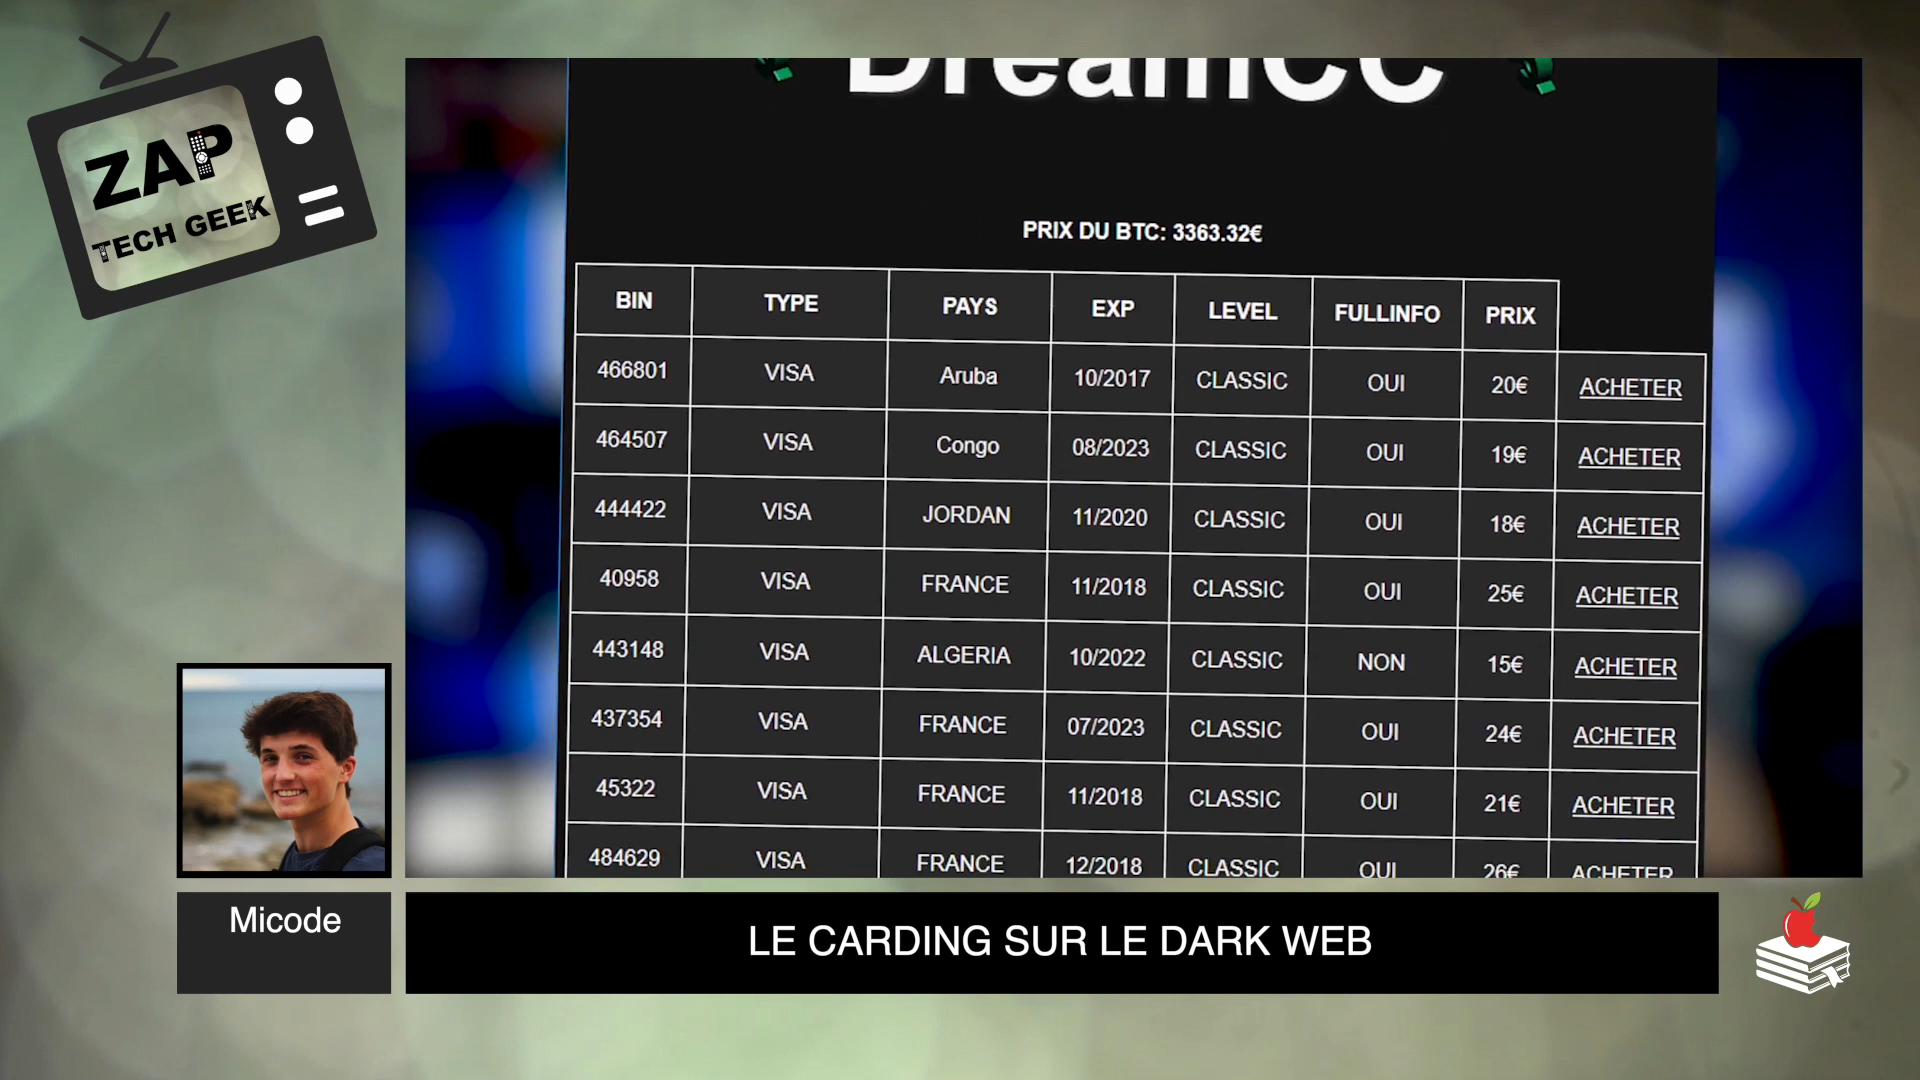 ZAP
TECH GEEK
DreamCC
PRIX DU BTC: 3363.32€
BIN TYPE PAYS EXP LEVEL FULLINFO PRIX
466801 VISA Aruba 10/2017 CLASSIC OUI 20€ ACHETER
464507 VISA Congo 08/2023 CLASSIC OUI 19€ ACHETER
444422 VISA JORDAN 11/2020 CLASSIC OUI 18€ ACHETER
40958 VISA FRANCE 11/2018 CLASSIC OUI 25€ ACHETER
443148 VISA ALGERIA 10/2022 CLASSIC NON 15€ ACHETER
437354 VISA FRANCE 07/2023 CLASSIC OUI 24€ ACHETER
45322 VISA FRANCE 11/2018 CLASSIC OUI 21€ ACHETER
484629 VISA FRANCE 12/2018 CLASSIC OUI 26€ ACHETER
Micode
LE CARDING SUR LE DARK WEB